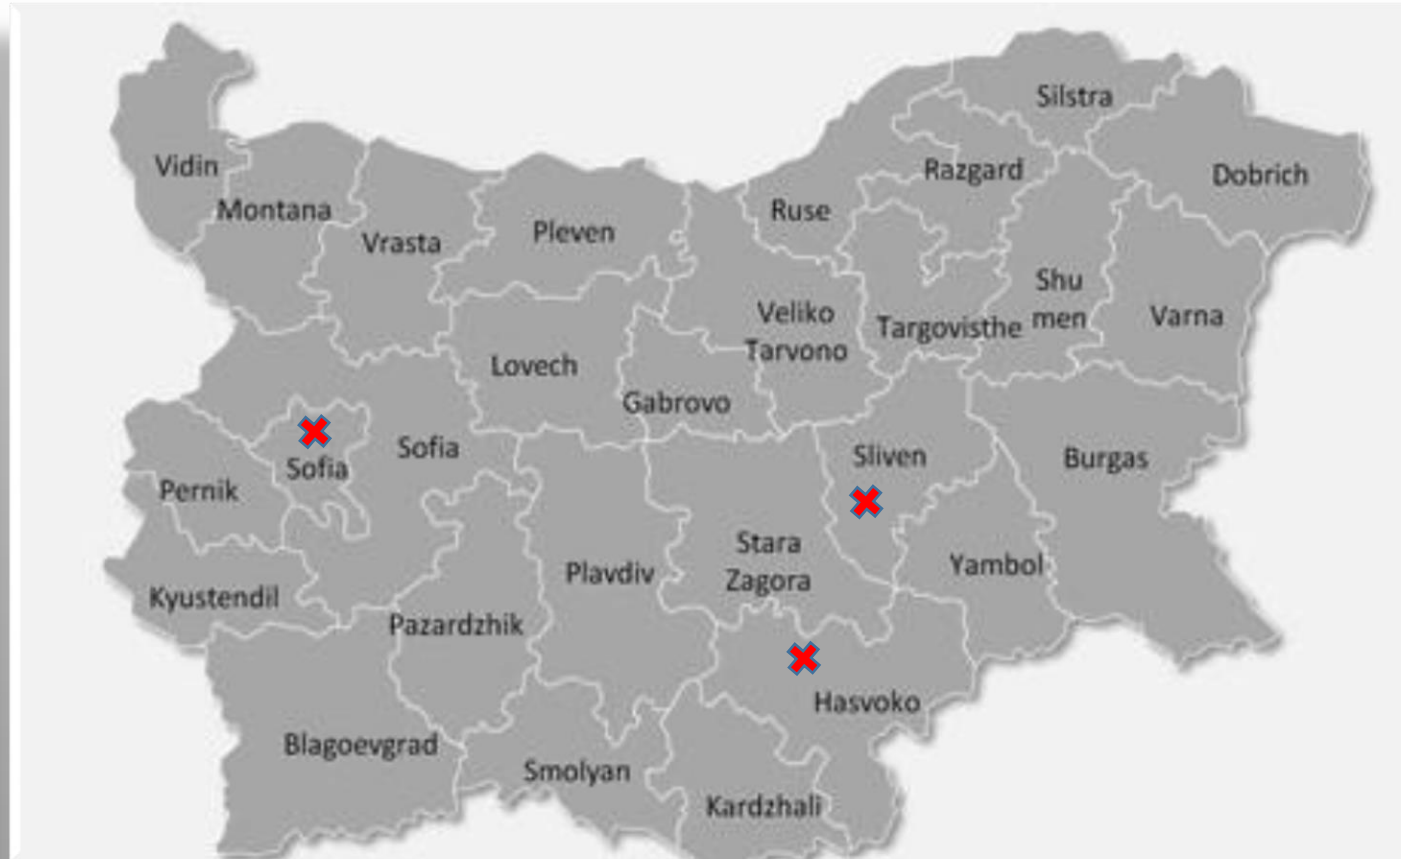 Silstra
Vidin
Razgard
Dobrich
Montana
Ruse
Pleven
Vrasta
Shu
men
Veliko
Tarvono
Targovisthe
Varna
Lovech
Gabrovo
Sofia
Sofia
Sliven
Burgas
Pernik
Stara
Zagora
Yambol
Plavdiv
Kyustendil
Pazardzhik
Hasvoko
Blagoevgrad
Smolyan
Kardzhali